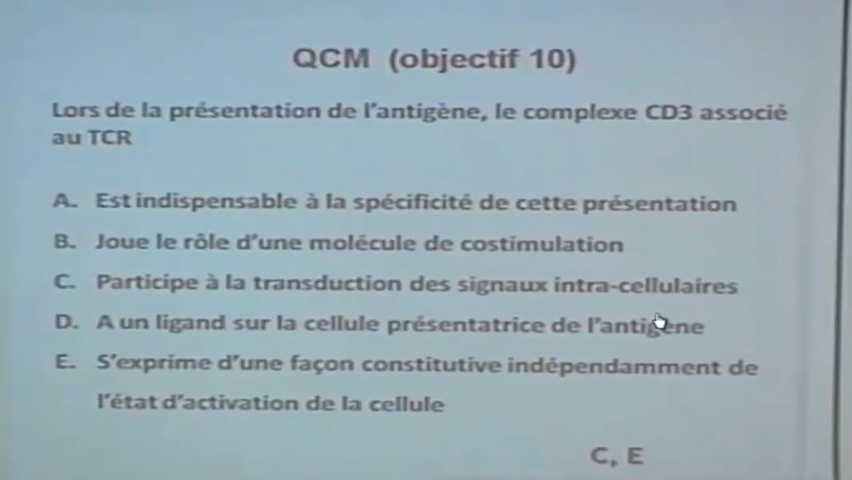 QCM (objectif 10)
Lors de la présentation de l'antigène, le complexe CD3 associé
au TCR
A. Est indispensable à la spécificité de cette présentation
B. Joue le rôle d'une molécule de costimulation
C. Participe à la transduction des signaux intra-cellulaires
D. A un ligand sur la cellule présentatrice de l'antigène
E. S'exprime d'une façon constitutive indépendamment de
l'état d'activation de la cellule
C, E